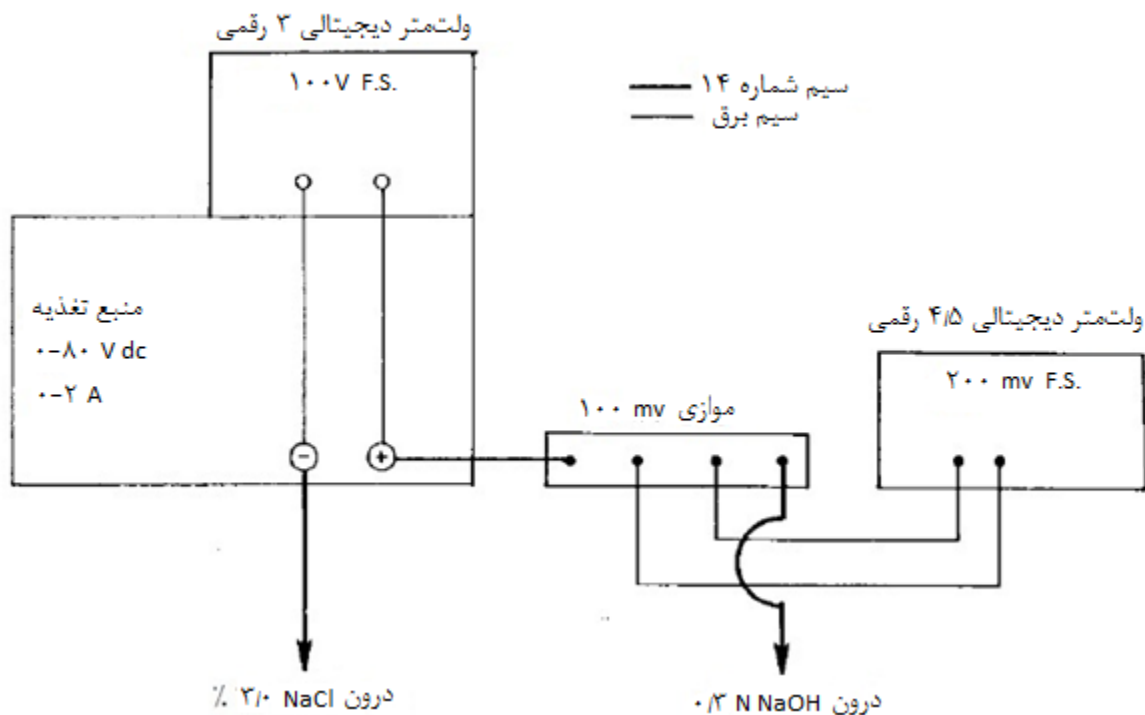 ولت‌متر دیجیتالی ۳ رقمی
۱۰۰V F.S.
سیم شماره ۱۴
سیم برق
منبع تغذیه
۰-۸۰ V dc
۰-۲ A
ولت‌متر دیجیتالی ۴/۵ رقمی
۲۰۰ mv F.S.
موازی ۱۰۰ mv
−
+
درون ۳/۰ NaCl ٪
درون ۰/۳ N NaOH